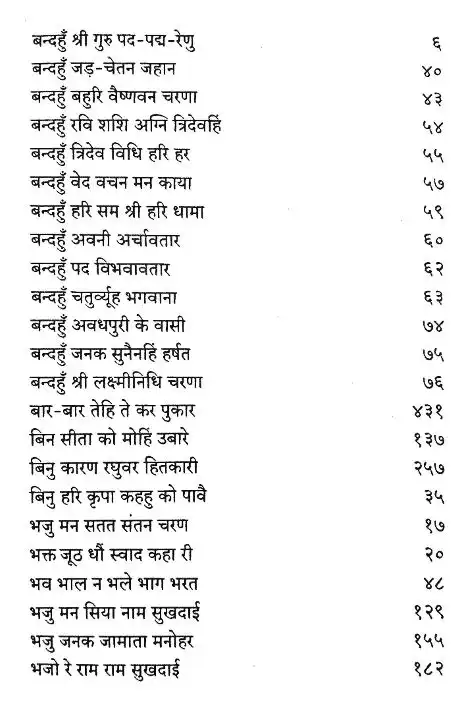 बन्दहुँ श्री गुरु पद-पद्म-रेणु ६
बन्दहुँ जड़-चेतन जहान ४०
बन्दहुँ बहुरि वैष्णवन चरणा ४३
बन्दहुँ रवि शशि अग्नि त्रिदेवहिं ५४
बन्दहुँ त्रिदेव विधि हरि हर ५५
बन्दहुँ वेद वचन मन काया ५७
बन्दहुँ हरि सम श्री हरि धामा ५९
बन्दहुँ अवनी अर्चावतार ६०
बन्दहुँ पद विभवावतार ६२
बन्दहुँ चतुर्व्यूह भगवाना ६३
बन्दहुँ अवधपुरी के वासी ७४
बन्दहुँ जनक सुनैनहिं हर्षत ७५
बन्दहुँ श्री लक्ष्मीनिधि चरणा ७६
बार-बार तेहि ते कर पुकार ४३१
बिन सीता को मोहिं उबारे १३७
बिनु कारण रघुवर हितकारी २५७
बिनु हरि कृपा कहहु को पावै ३५
भजु मन सतत संतन चरण १७
भक्त जूठ धौं स्वाद कहा री २०
भव भाल न भले भाग भरत ४८
भजु मन सिया नाम सुखदाई १२९
भजु जनक जामाता मनोहर १५५
भजो रे राम राम सुखदाई १८२